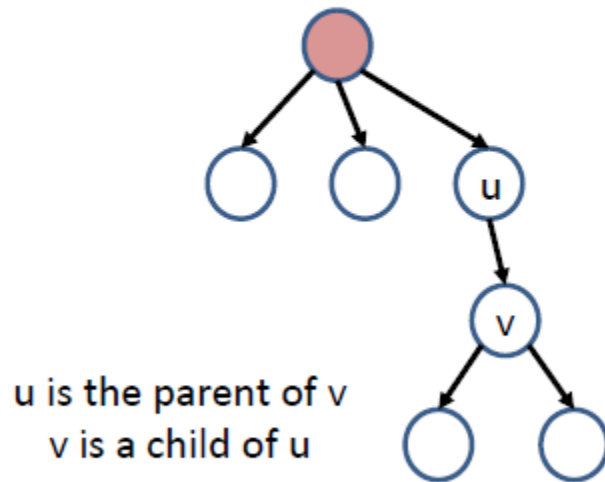 u
v
u is the parent of v
v is a child of u